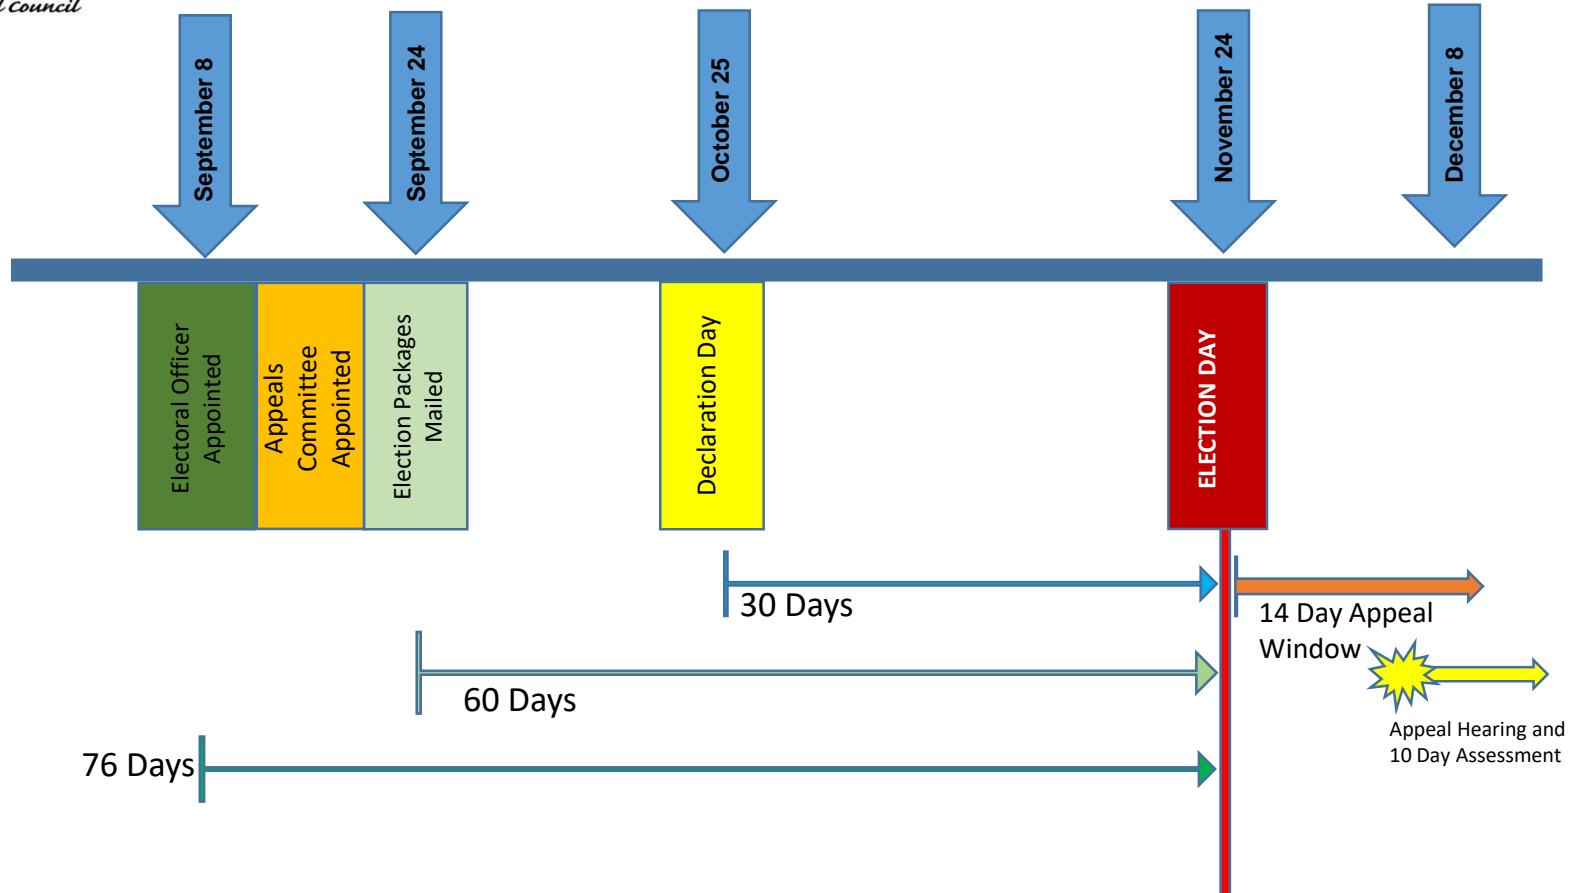 Council
September 8
September 24
October 25
November 24
December 8
Electoral Officer
Appointed
Appeals
Committee
Appointed
Election Packages
Mailed
Declaration Day
ELECTION DAY
30 Days
14 Day Appeal
Window
60 Days
Appeal Hearing and
10 Day Assessment
76 Days